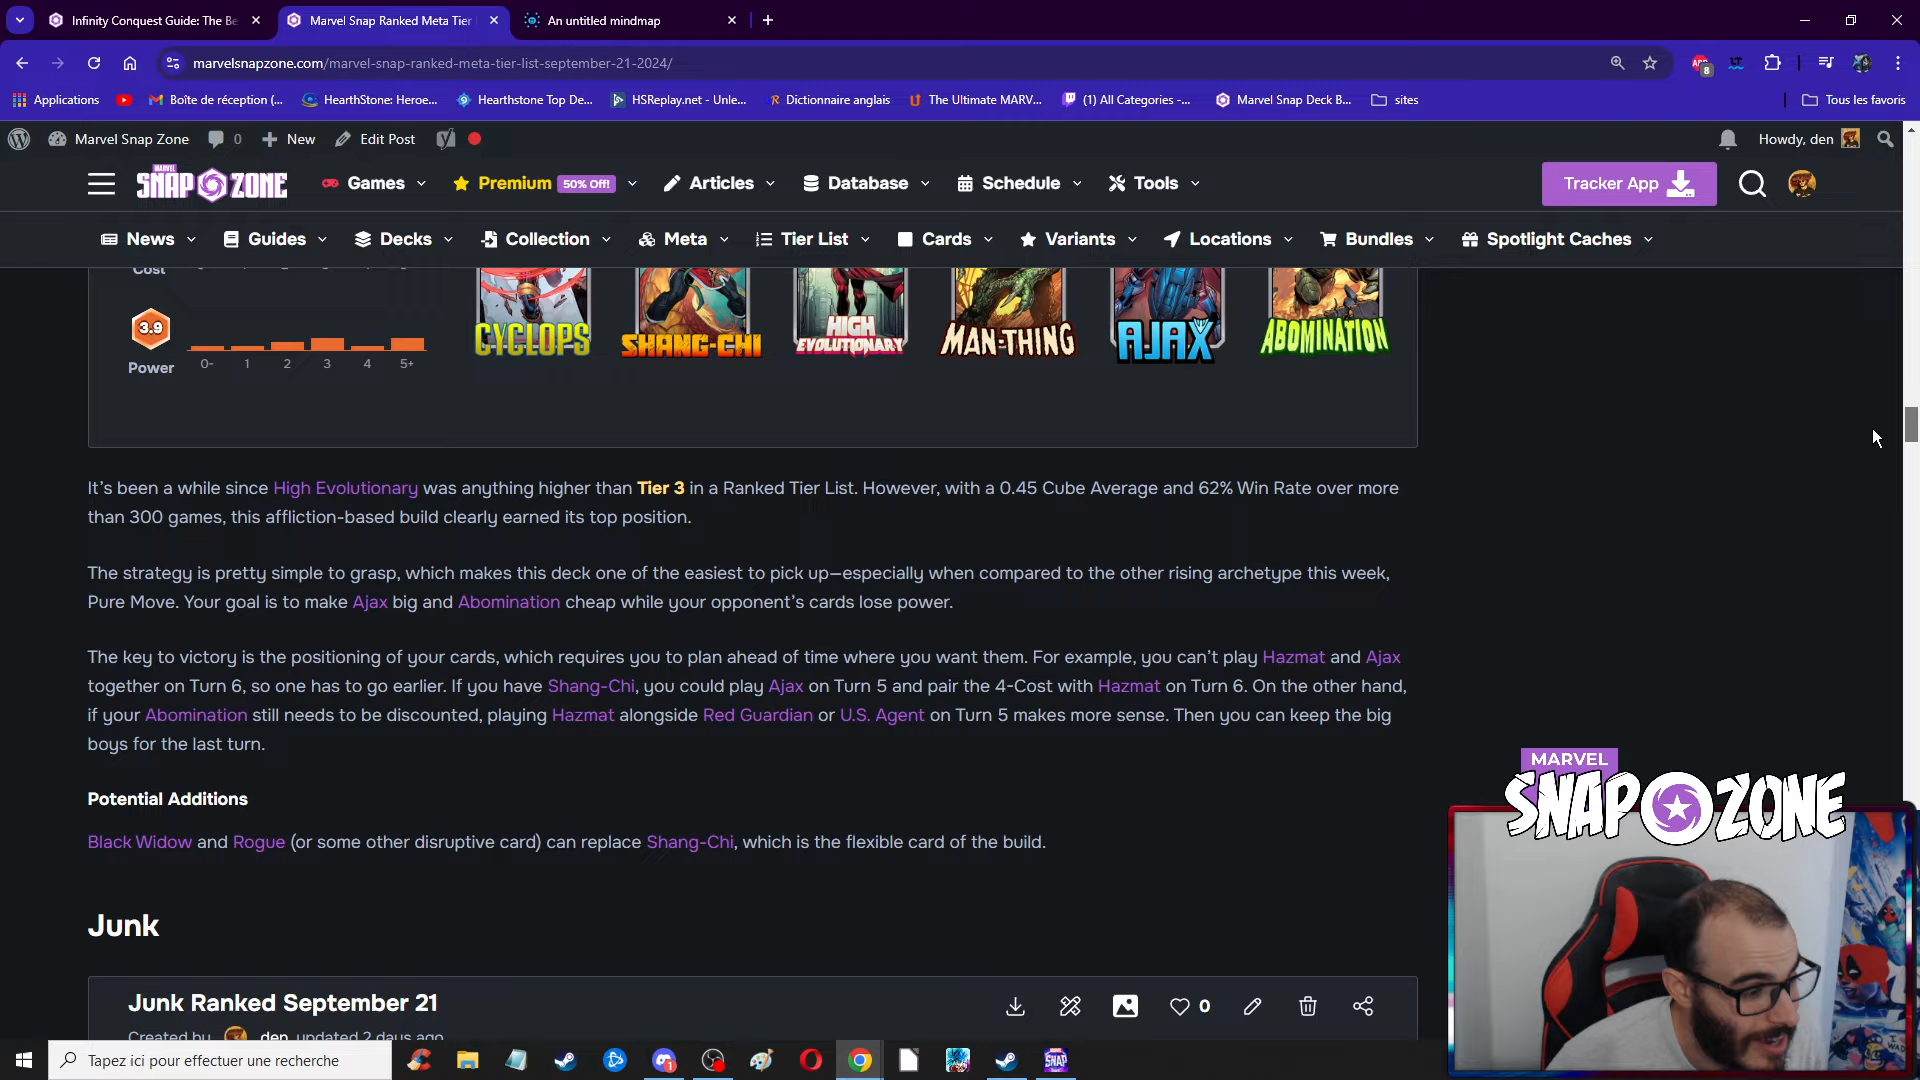 Infinity Conquest Guide: The Be
Marvel Snap Ranked Meta Tier
An untitled mindmap
marvelsnapzone.com/marvel-snap-ranked-meta-tier-list-september-21-2024/
8
Applications
Boîte de réception (...
HearthStone: Heroe...
Hearthstone Top De...
HSReplay.net - Unle...
Dictionnaire anglais
The Ultimate MARV...
(1) All Categories -...
Marvel Snap Deck B...
sites
Tous les favoris
Marvel Snap Zone
0
New
Edit Post
Howdy, den
MARVEL SNAP ZONE
Games
Premium 50% Off!
Articles
Database
Schedule
Tools
Tracker App
News
Guides
Decks
Collection
Meta
Tier List
Cards
Variants
Locations
Bundles
Spotlight Caches
Cost
3.9
Power
0- 1 2 3 4 5+
CYCLOPS
SHANG-CHI
HIGH EVOLUTIONARY
MAN-THING
AJAX
ABOMINATION
It's been a while since High Evolutionary was anything higher than Tier 3 in a Ranked Tier List. However, with a 0.45 Cube Average and 62% Win Rate over more
than 300 games, this affliction-based build clearly earned its top position.
The strategy is pretty simple to grasp, which makes this deck one of the easiest to pick up—especially when compared to the other rising archetype this week,
Pure Move. Your goal is to make Ajax big and Abomination cheap while your opponent's cards lose power.
The key to victory is the positioning of your cards, which requires you to plan ahead of time where you want them. For example, you can't play Hazmat and Ajax
together on Turn 6, so one has to go earlier. If you have Shang-Chi, you could play Ajax on Turn 5 and pair the 4-Cost with Hazmat on Turn 6. On the other hand,
if your Abomination still needs to be discounted, playing Hazmat alongside Red Guardian or U.S. Agent on Turn 5 makes more sense. Then you can keep the big
boys for the last turn.
Potential Additions
Black Widow and Rogue (or some other disruptive card) can replace Shang-Chi, which is the flexible card of the build.
Junk
Junk Ranked September 21
0
Created by den updated 2 days ago
MARVEL
SNAP ZONE
Tapez ici pour effectuer une recherche